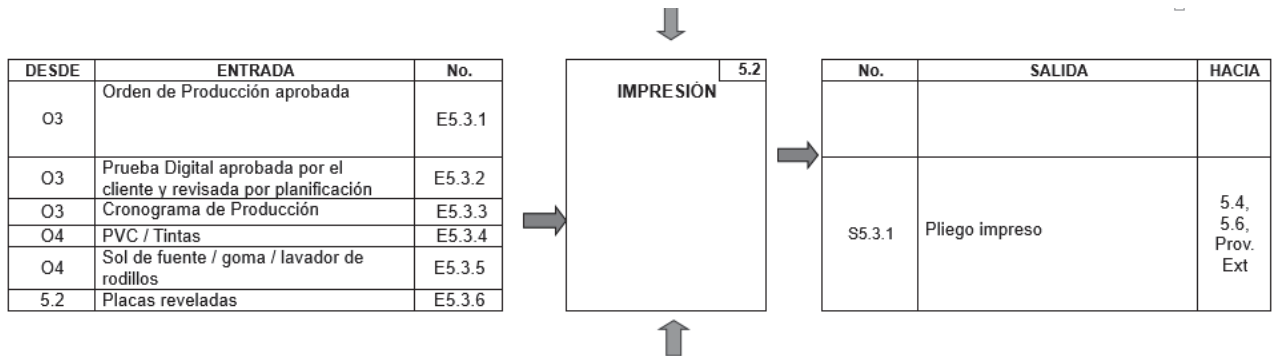 DESDE ENTRADA No.
O3 Orden de Producción aprobada E5.3.1
O3 Prueba Digital aprobada por el
cliente y revisada por planificación E5.3.2
O3 Cronograma de Producción E5.3.3
O4 PVC / Tintas E5.3.4
O4 Sol de fuente / goma / lavador de
rodillos E5.3.5
5.2 Placas reveladas E5.3.6
5.2
IMPRESIÓN
No. SALIDA HACIA
S5.3.1 Pliego impreso
5.4,
5.6,
Prov.
Ext